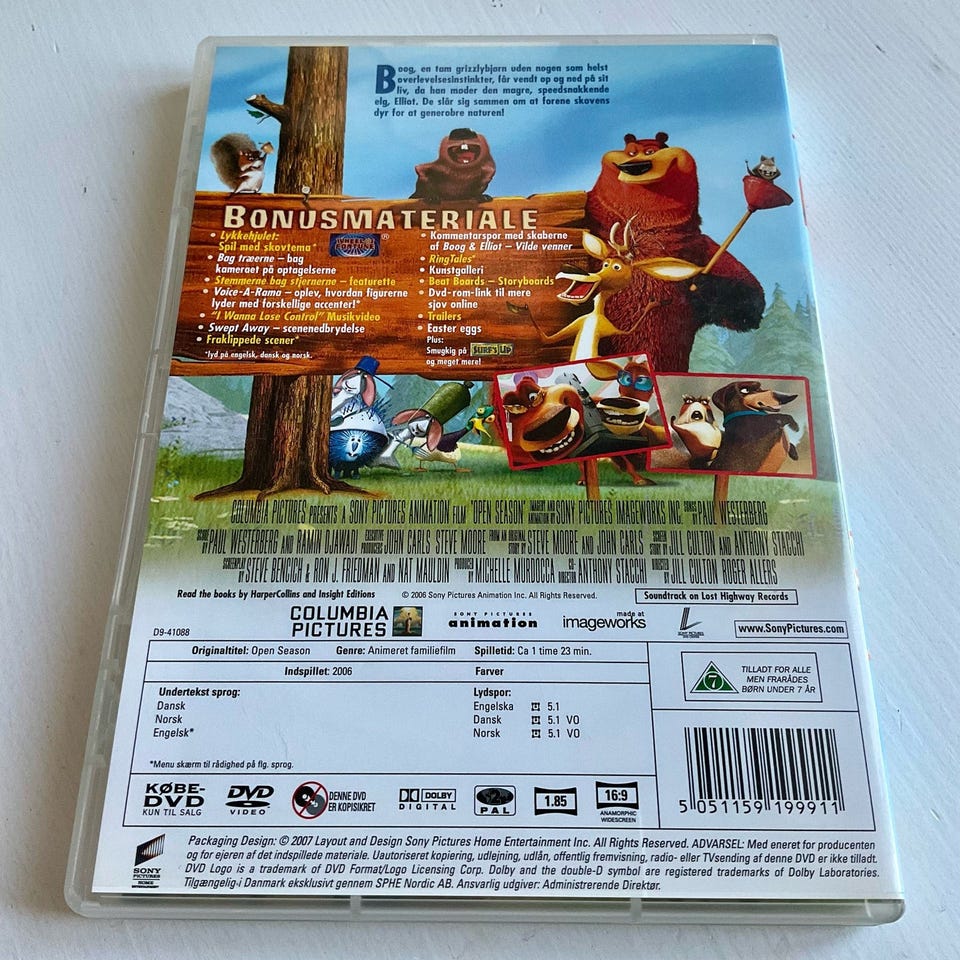 Boog, en tam grizzlybjørn uden nogen som helst
overlevelsesinstinkter, får vendt op og ned på sit
liv, da han møder den magre, speedsnakkende
elg, Elliot. De slår sig sammen om at forene skovens
dyr for at generobre naturen!
BONUSMATERIALE
• Lykkehjulet:
Spil med skovtema*
WHEEL OF FORTUNE®
• Bag træerne – bag
kameraet på optagelserne
• Stemmerne bag stjernerne – featurette
• Voice-A-Rama – oplev, hvordan figurerne
lyder med forskellige accenter!*
• "I Wanna Lose Control" Musikvideo
• Swept Away – scenenedbrydelse
• Fraklippede scener*
*lyd på engelsk, dansk og norsk.
• Kommentarspor med skaberne
af Boog & Elliot – Vilde venner
• RingTales*
• Kunstgalleri
• Beat Boards – Storyboards
• Dvd-rom-link til mere
sjov online
• Trailers
• Easter eggs
Plus:
Smugkig på SURF'S UP
og meget mere!
COLUMBIA PICTURES PRESENTS A SONY PICTURES ANIMATION FILM "OPEN SEASON" IMAGERY AND ANIMATION BY SONY PICTURES IMAGEWORKS INC. SONGS BY PAUL WESTERBERG
SCORE BY PAUL WESTERBERG AND RAMIN DJAWADI EXECUTIVE PRODUCERS JOHN CARLS STEVE MOORE FROM AN ORIGINAL STORY BY STEVE MOORE AND JOHN CARLS SCREEN STORY BY JILL CULTON AND ANTHONY STACCHI
SCREENPLAY BY STEVE BENCICH & RON J. FRIEDMAN AND NAT MAULDIN PRODUCED BY MICHELLE MURDOCCA CO-DIRECTOR ANTHONY STACCHI DIRECTED BY JILL CULTON ROGER ALLERS
Read the books by HarperCollins and Insight Editions
© 2006 Sony Pictures Animation Inc. All Rights Reserved.
Soundtrack on Lost Highway Records
COLUMBIA
PICTURES
SONY PICTURES
animation
made at
imageworks
www.SonyPictures.com
D9-41088
Originaltitel: Open Season Genre: Animeret familiefilm Spilletid: Ca 1 time 23 min.
Indspillet: 2006 Farver
Undertekst sprog:
Dansk
Norsk
Engelsk*
Lydspor:
Engelska 5.1
Dansk 5.1 VO
Norsk 5.1 VO
*Menu skærm til rådighed på flg. sprog.
7
TILLADT FOR ALLE
MEN FRARÅDES
BØRN UNDER 7 ÅR
KØBE-
DVD
KUN TIL SALG
DVD
VIDEO
DENNE DVD
ER KOPISIKRET
DOLBY
DIGITAL
2
PAL
1.85
16:9
ANAMORPHIC
WIDESCREEN
5 051159 199911
SONY
PICTURES
HOME
ENTERTAINMENT
Packaging Design: © 2007 Layout and Design Sony Pictures Home Entertainment Inc. All Rights Reserved. ADVARSEL: Med eneret for producenten
og for ejeren af det indspillede materiale. Uautoriseret kopiering, udlejning, udlån, offentlig fremvisning, radio- eller TVsending af denne DVD er ikke tilladt.
DVD Logo is a trademark of DVD Format/Logo Licensing Corp. Dolby and the double-D symbol are registered trademarks of Dolby Laboratories.
Tilgængelig-i Danmark eksklusivt gennem SPHE Nordic AB. Ansvarlig udgiver: Administrerende Direktør.